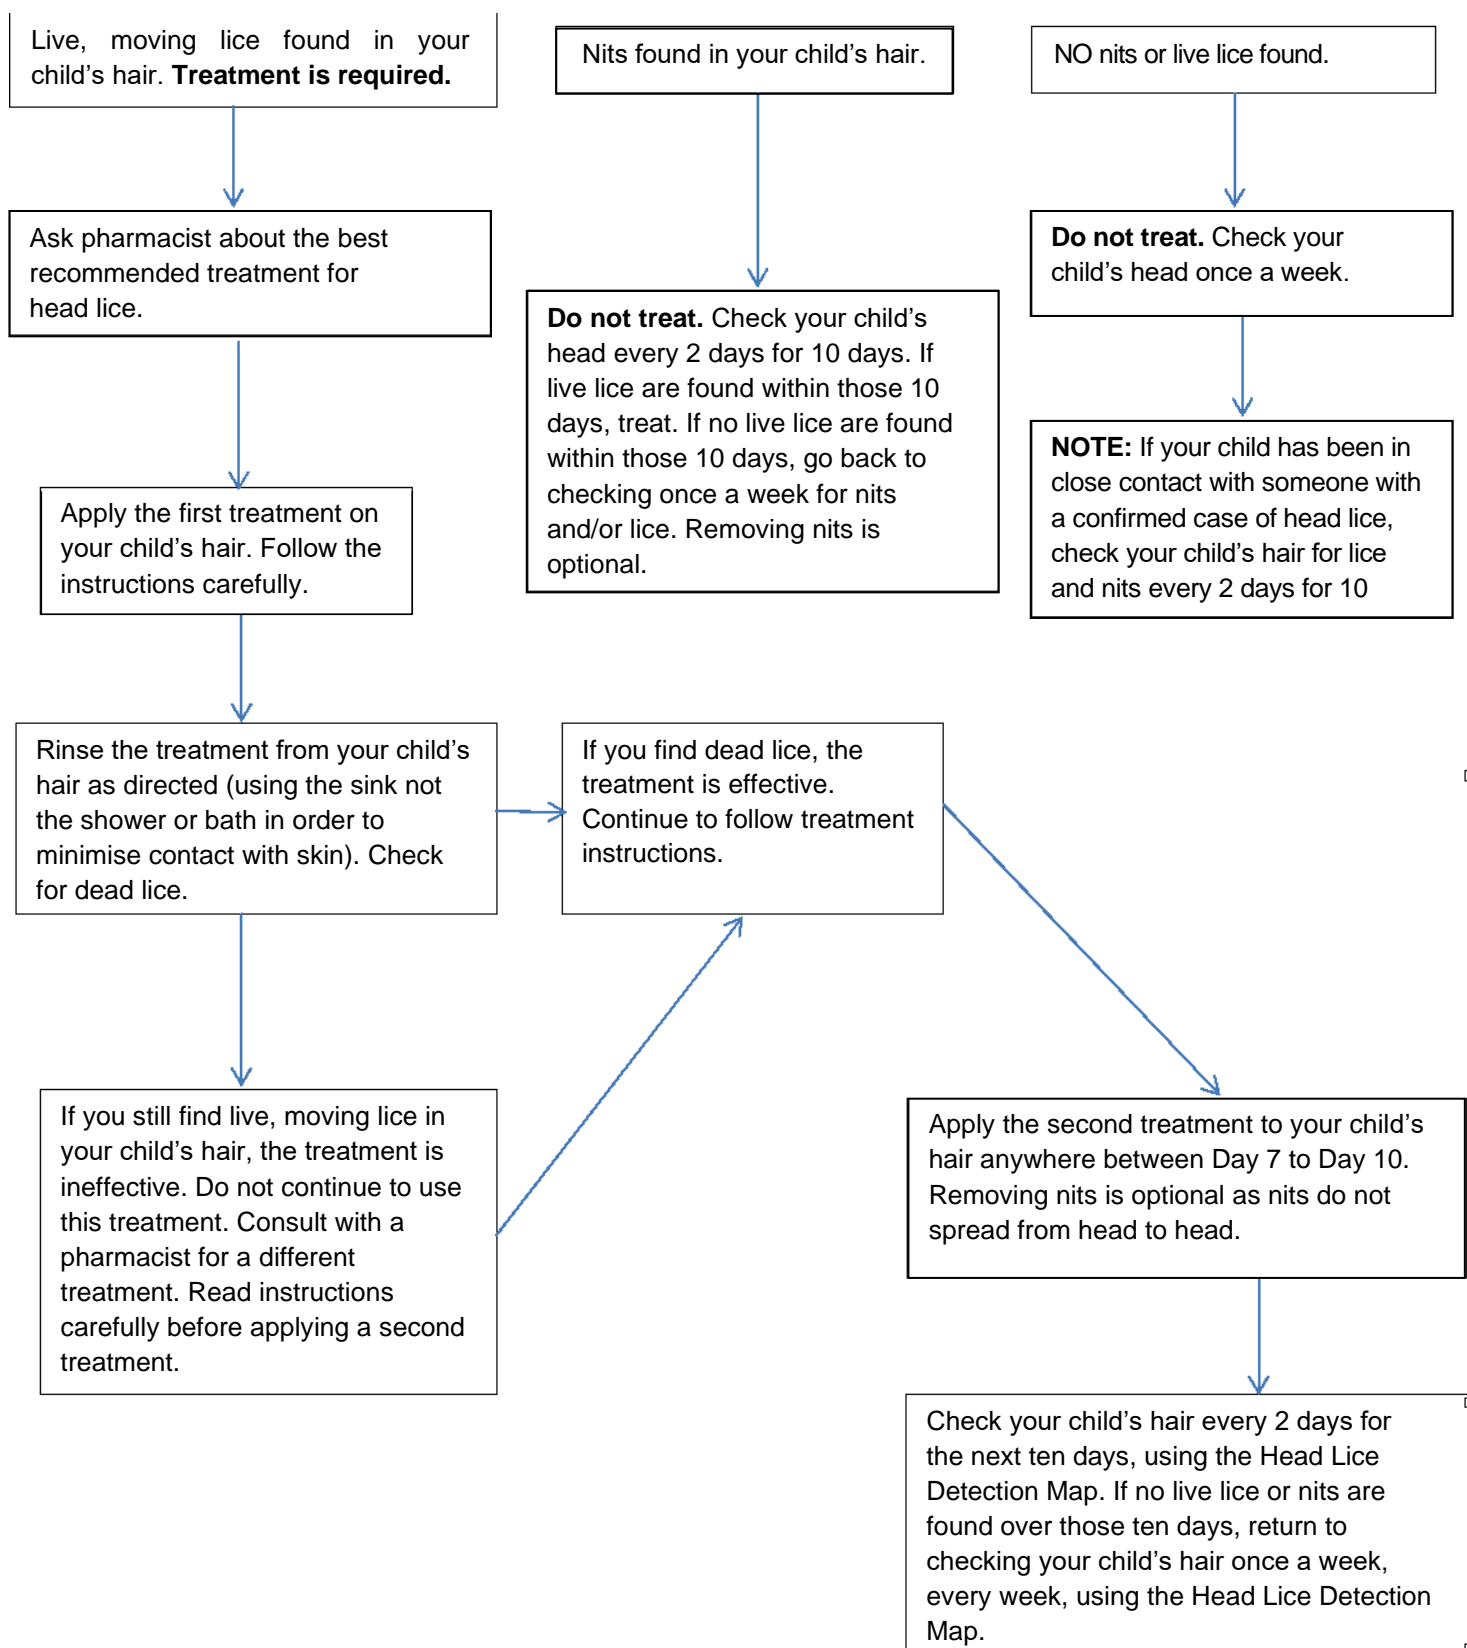 Live, moving lice found in your
child’s hair. Treatment is required.
Nits found in your child’s hair.
NO nits or live lice found.
Ask pharmacist about the best
recommended treatment for
head lice.
Do not treat. Check your child’s
head every 2 days for 10 days. If
live lice are found within those 10
days, treat. If no live lice are found
within those 10 days, go back to
checking once a week for nits
and/or lice. Removing nits is
optional.
Do not treat. Check your
child’s head once a week.
NOTE: If your child has been in
close contact with someone with
a confirmed case of head lice,
check your child’s hair for lice
and nits every 2 days for 10
Apply the first treatment on
your child’s hair. Follow the
instructions carefully.
Rinse the treatment from your child’s
hair as directed (using the sink not
the shower or bath in order to
minimise contact with skin). Check
for dead lice.
If you find dead lice, the
treatment is effective.
Continue to follow treatment
instructions.
If you still find live, moving lice in
your child’s hair, the treatment is
ineffective. Do not continue to use
this treatment. Consult with a
pharmacist for a different
treatment. Read instructions
carefully before applying a second
treatment.
Apply the second treatment to your child’s
hair anywhere between Day 7 to Day 10.
Removing nits is optional as nits do not
spread from head to head.
Check your child’s hair every 2 days for
the next ten days, using the Head Lice
Detection Map. If no live lice or nits are
found over those ten days, return to
checking your child’s hair once a week,
every week, using the Head Lice Detection
Map.